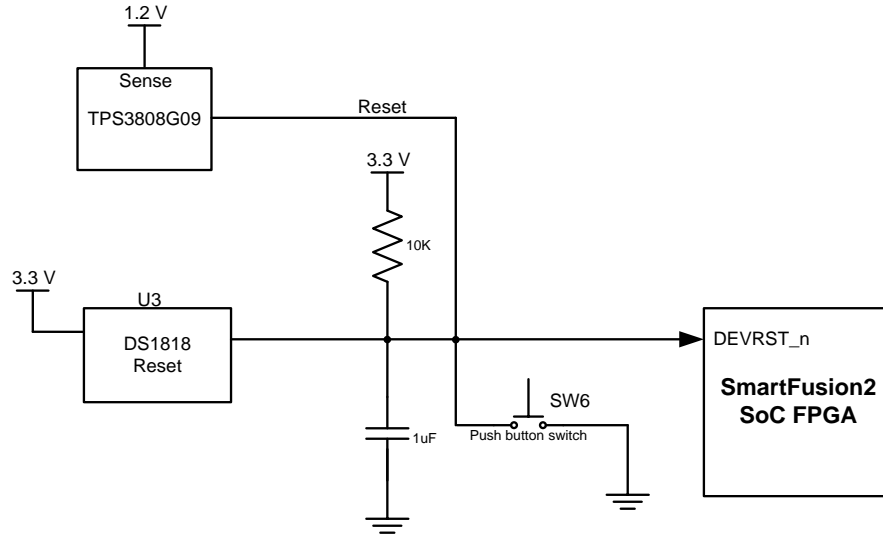 1.2 V
Sense
TPS3808G09
Reset
3.3 V
10K
3.3 V
U3
DS1818
Reset
DEVRST_n
SmartFusion2
SoC FPGA
SW6
Push button switch
1uF